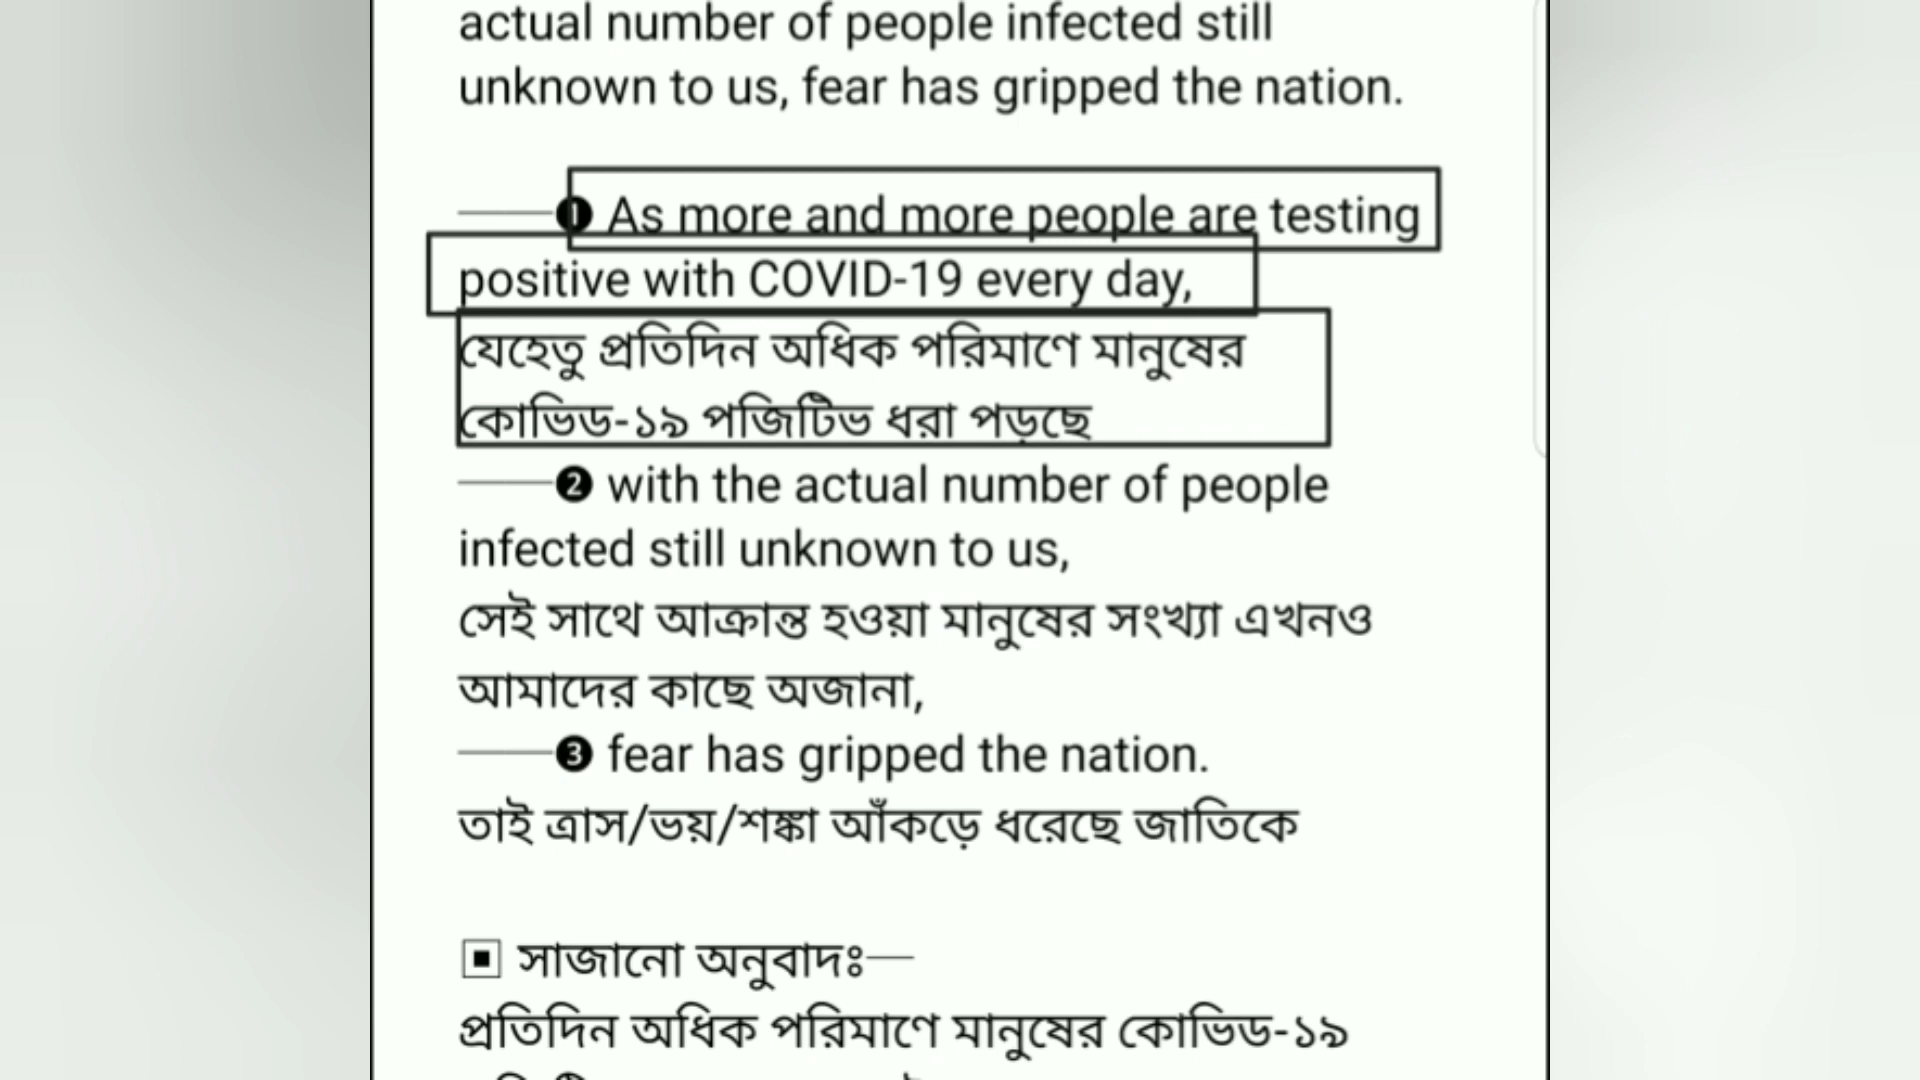 actual number of people infected still
unknown to us, fear has gripped the nation.
❶ As more and more people are testing
positive with COVID-19 every day,
যেহেতু প্রতিদিন অধিক পরিমাণে মানুষের
কোভিড-১৯ পজিটিভ ধরা পড়ছে
❷ with the actual number of people
infected still unknown to us,
সেই সাথে আক্রান্ত হওয়া মানুষের সংখ্যা এখনও
আমাদের কাছে অজানা,
❸ fear has gripped the nation.
তাই ত্রাস/ভয়/শঙ্কা আঁকড়ে ধরেছে জাতিকে
▣ সাজানো অনুবাদঃ—
প্রতিদিন অধিক পরিমাণে মানুষের কোভিড-১৯